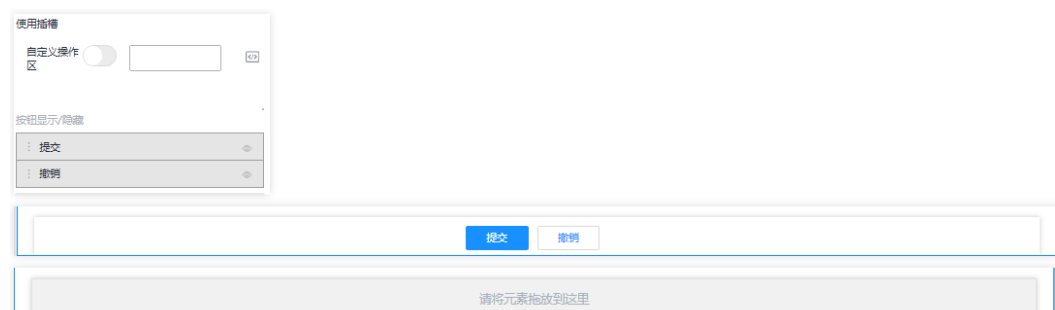 使用插槽
自定义操作
区
按钮显示/隐藏
提交
撤销
提交
撤销
请将元素拖放到这里